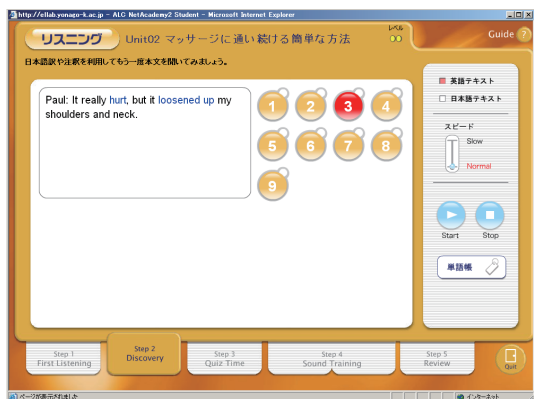 http://ellab.yonago-k.ac.jp - ALC NetAcademy2 Student - Microsoft Internet Explorer
リスニング Unit02 マッサージに通い続ける簡単な方法
レベル
Guide ?
日本語訳や注釈を利用してもう一度本文を聞いてみましょう。
Paul: It really hurt, but it loosened up my
shoulders and neck.
1 2 3 4
5 6 7 8
9
英語テキスト
日本語テキスト
スピード
Slow
Normal
Start Stop
単語帳
Step 1
First Listening
Step 2
Discovery
Step 3
Quiz Time
Step 4
Sound Training
Step 5
Review
Quit
ページが表示されました
インターネット